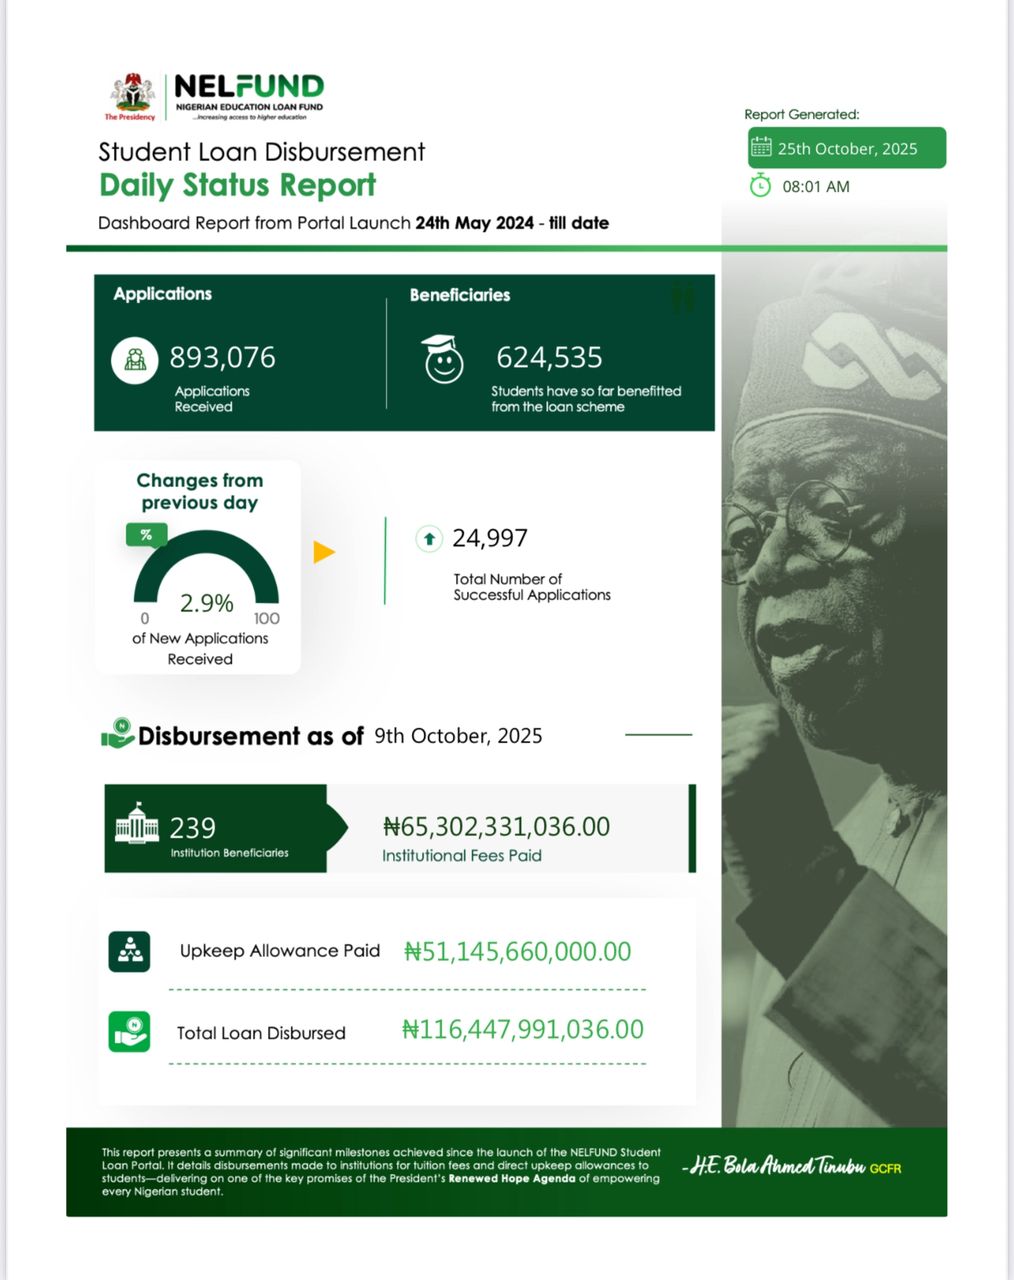 NELFUND
NIGERIAN EDUCATION LOAN FUND
...Increasing access to higher education
The Presidency
Report Generated:
25th October, 2025
08:01 AM
Student Loan Disbursement
Daily Status Report
Dashboard Report from Portal Launch 24th May 2024 - till date
Applications
893,076
Applications
Received
Beneficiaries
624,535
Students have so far benefitted
from the loan scheme
Changes from
previous day
%
2.9%
0
100
of New Applications
Received
24,997
Total Number of
Successful Applications
N
Disbursement as of 9th October, 2025
239
Institution Beneficiaries
₦65,302,331,036.00
Institutional Fees Paid
Upkeep Allowance Paid ₦51,145,660,000.00
N
Total Loan Disbursed ₦116,447,991,036.00
This report presents a summary of significant milestones achieved since the launch of the NELFUND Student
Loan Portal. It details disbursements made to institutions for tuition fees and direct upkeep allowances to
students—delivering on one of the key promises of the President's Renewed Hope Agenda of empowering
every Nigerian student.
-H.E. Bola Ahmed Tinubu GCFR